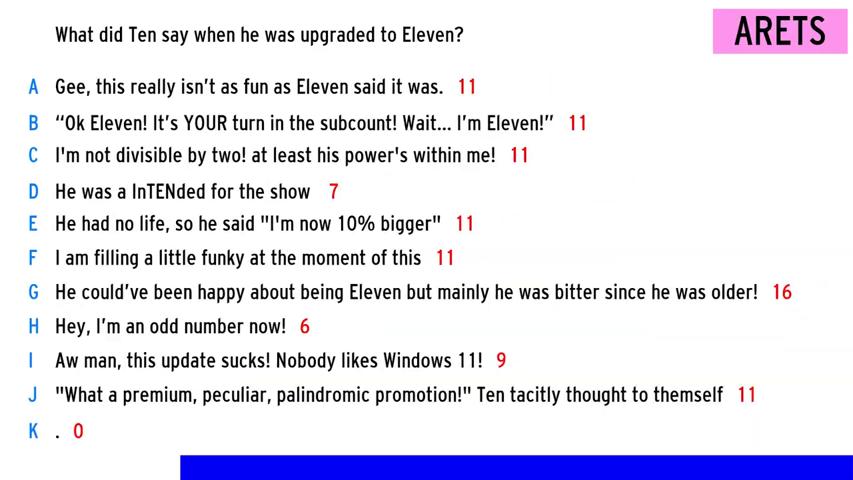 What did Ten say when he was upgraded to Eleven?
ARETS
A Gee, this really isn't as fun as Eleven said it was. 11
B “Ok Eleven! It's YOUR turn in the subcount! Wait... I'm Eleven!” 11
C I'm not divisible by two! at least his power's within me! 11
D He was a InTENded for the show 7
E He had no life, so he said "I'm now 10% bigger" 11
F I am filling a little funky at the moment of this 11
G He could've been happy about being Eleven but mainly he was bitter since he was older! 16
H Hey, I'm an odd number now! 6
I Aw man, this update sucks! Nobody likes Windows 11! 9
J "What a premium, peculiar, palindromic promotion!" Ten tacitly thought to themself 11
K . 0